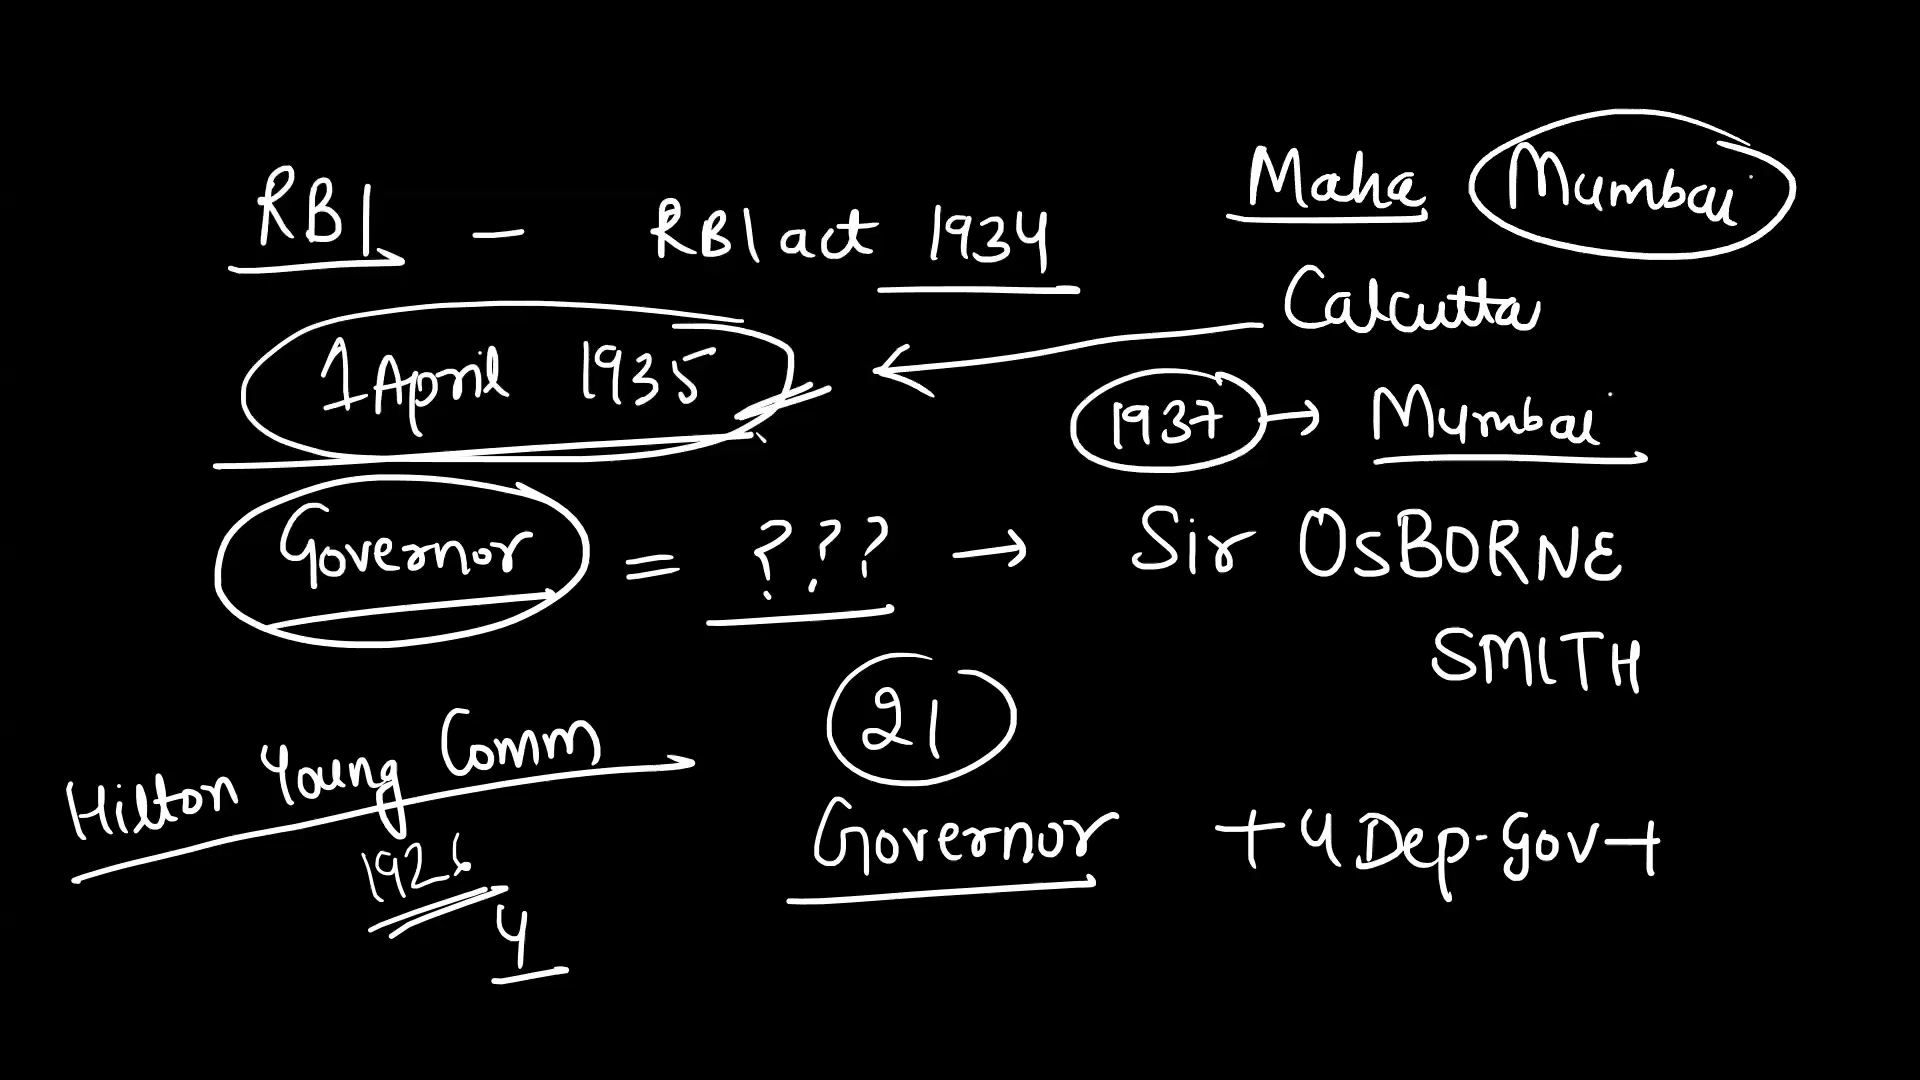 Maha Mumbai
RBI - RBI act 1934
Calcutta
1 April 1935
1937 → Mumbai
Governor = ??? → Sir OSBORNE
SMITH
21
Hilton Young Comm
Governor + 4 Dep-Gov +
1926
4